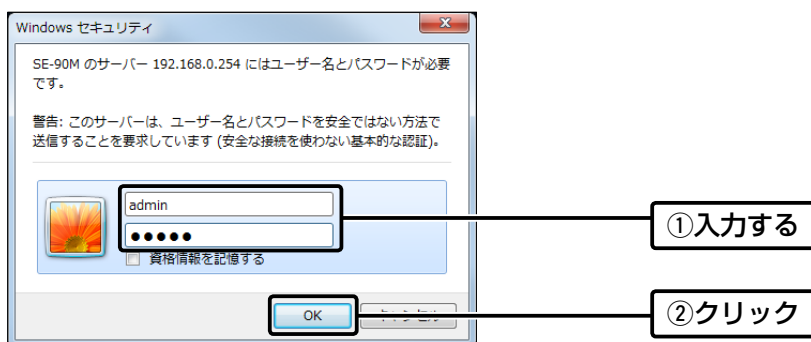 Windows セキュリティ
SE-90M のサーバー 192.168.0.254 にはユーザー名とパスワードが必要
です。
警告: このサーバーは、ユーザー名とパスワードを安全ではない方法で
送信することを要求しています (安全な接続を使わない基本的な認証)。
admin
●●●●●
①入力する
資格情報を記憶する
OK
キャンセル
②クリック